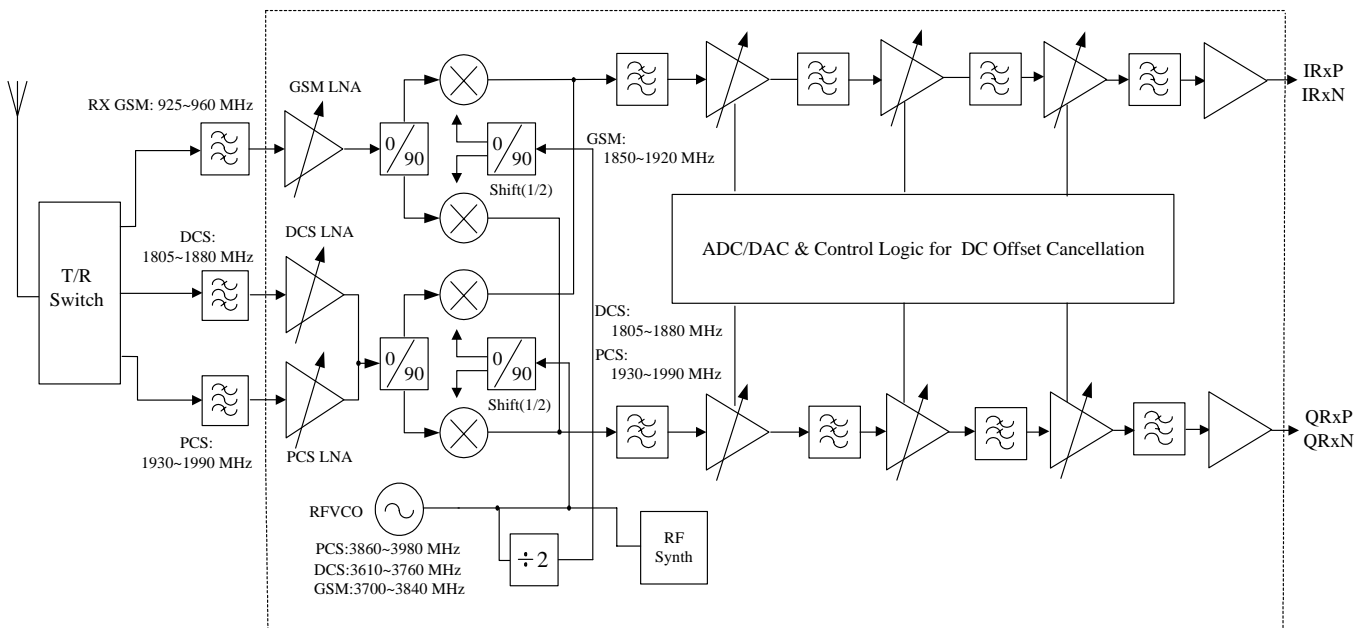 RX GSM: 925~960 MHz
GSM LNA
0
90
0
90
Shift(1/2)
GSM:
1850~1920 MHz
IRxP
IRxN
T/R
Switch
DCS:
1805~1880 MHz
DCS LNA
ADC/DAC & Control Logic for DC Offset Cancellation
0
90
0
90
Shift(1/2)
DCS:
1805~1880 MHz
PCS:
1930~1990 MHz
PCS:
1930~1990 MHz
PCS LNA
QRxP
QRxN
RFVCO
PCS:3860~3980 MHz
DCS:3610~3760 MHz
GSM:3700~3840 MHz
÷2
RF
Synth